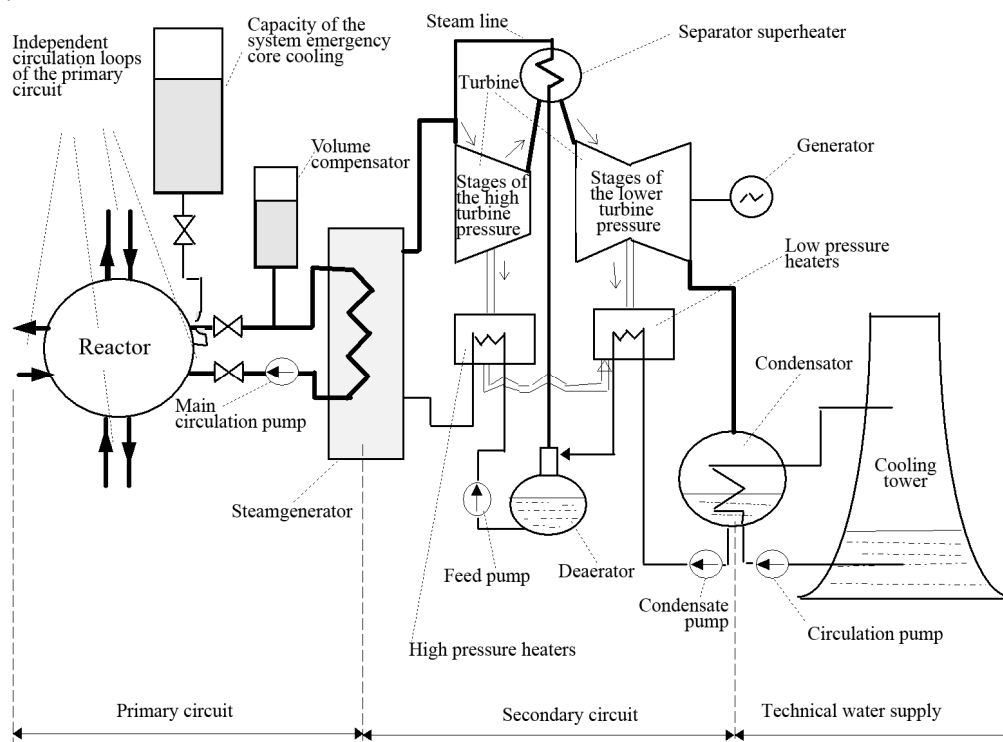 Independent
circulation loops
of the primary
circuit
Capacity of the
system emergency
core cooling
Steam line
Separator superheater
Turbine
Volume
compensator
Generator
Stages of
the high
turbine
pressure
Stages of
the lower
turbine
pressure
Low pressure
heaters
Reactor
Condensator
Main
circulation pump
Cooling
tower
Steamgenerator
Feed pump
Deaerator
Condensate
pump
Circulation pump
High pressure heaters
Primary circuit
Secondary circuit
Technical water supply